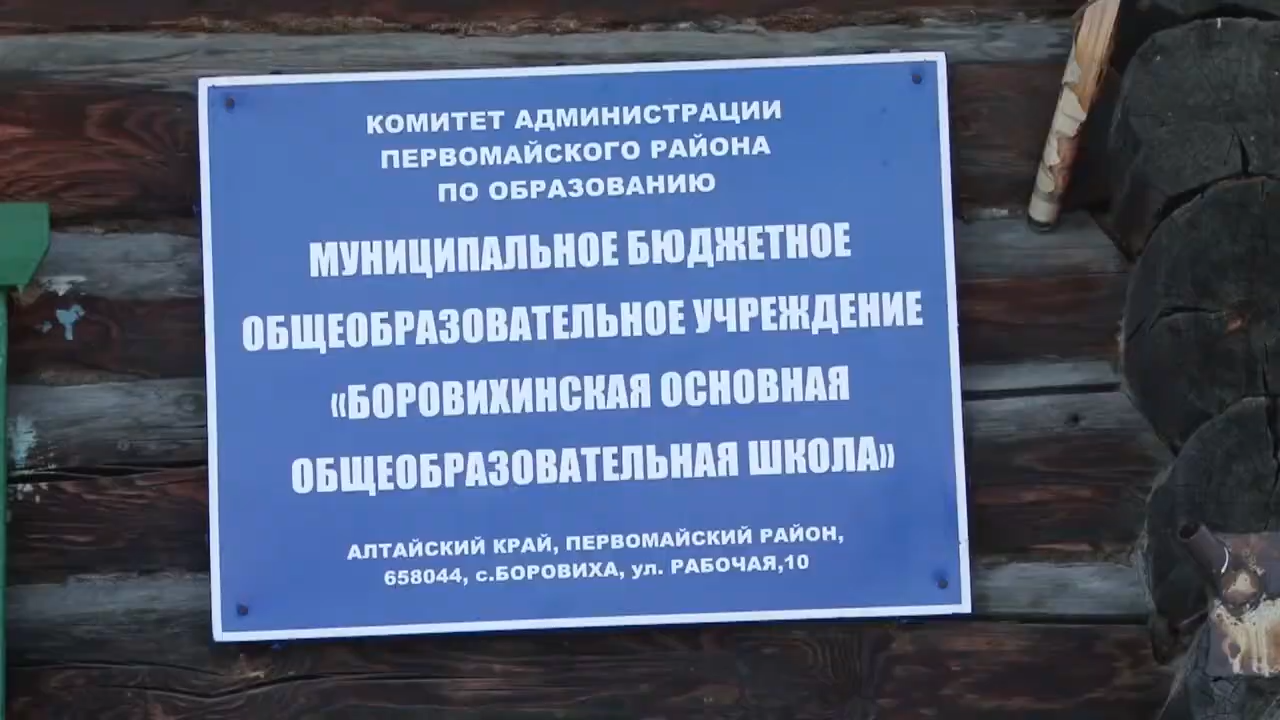 КОМИТЕТ АДМИНИСТРАЦИИ
ПЕРВОМАЙСКОГО РАЙОНА
ПО ОБРАЗОВАНИЮ
МУНИЦИПАЛЬНОЕ БЮДЖЕТНОЕ
ОБЩЕОБРАЗОВАТЕЛЬНОЕ УЧРЕЖДЕНИЕ
«БОРОВИХИНСКАЯ ОСНОВНАЯ
ОБЩЕОБРАЗОВАТЕЛЬНАЯ ШКОЛА»
АЛТАЙСКИЙ КРАЙ, ПЕРВОМАЙСКИЙ РАЙОН,
658044, с.БОРОВИХА, ул. РАБОЧАЯ,10